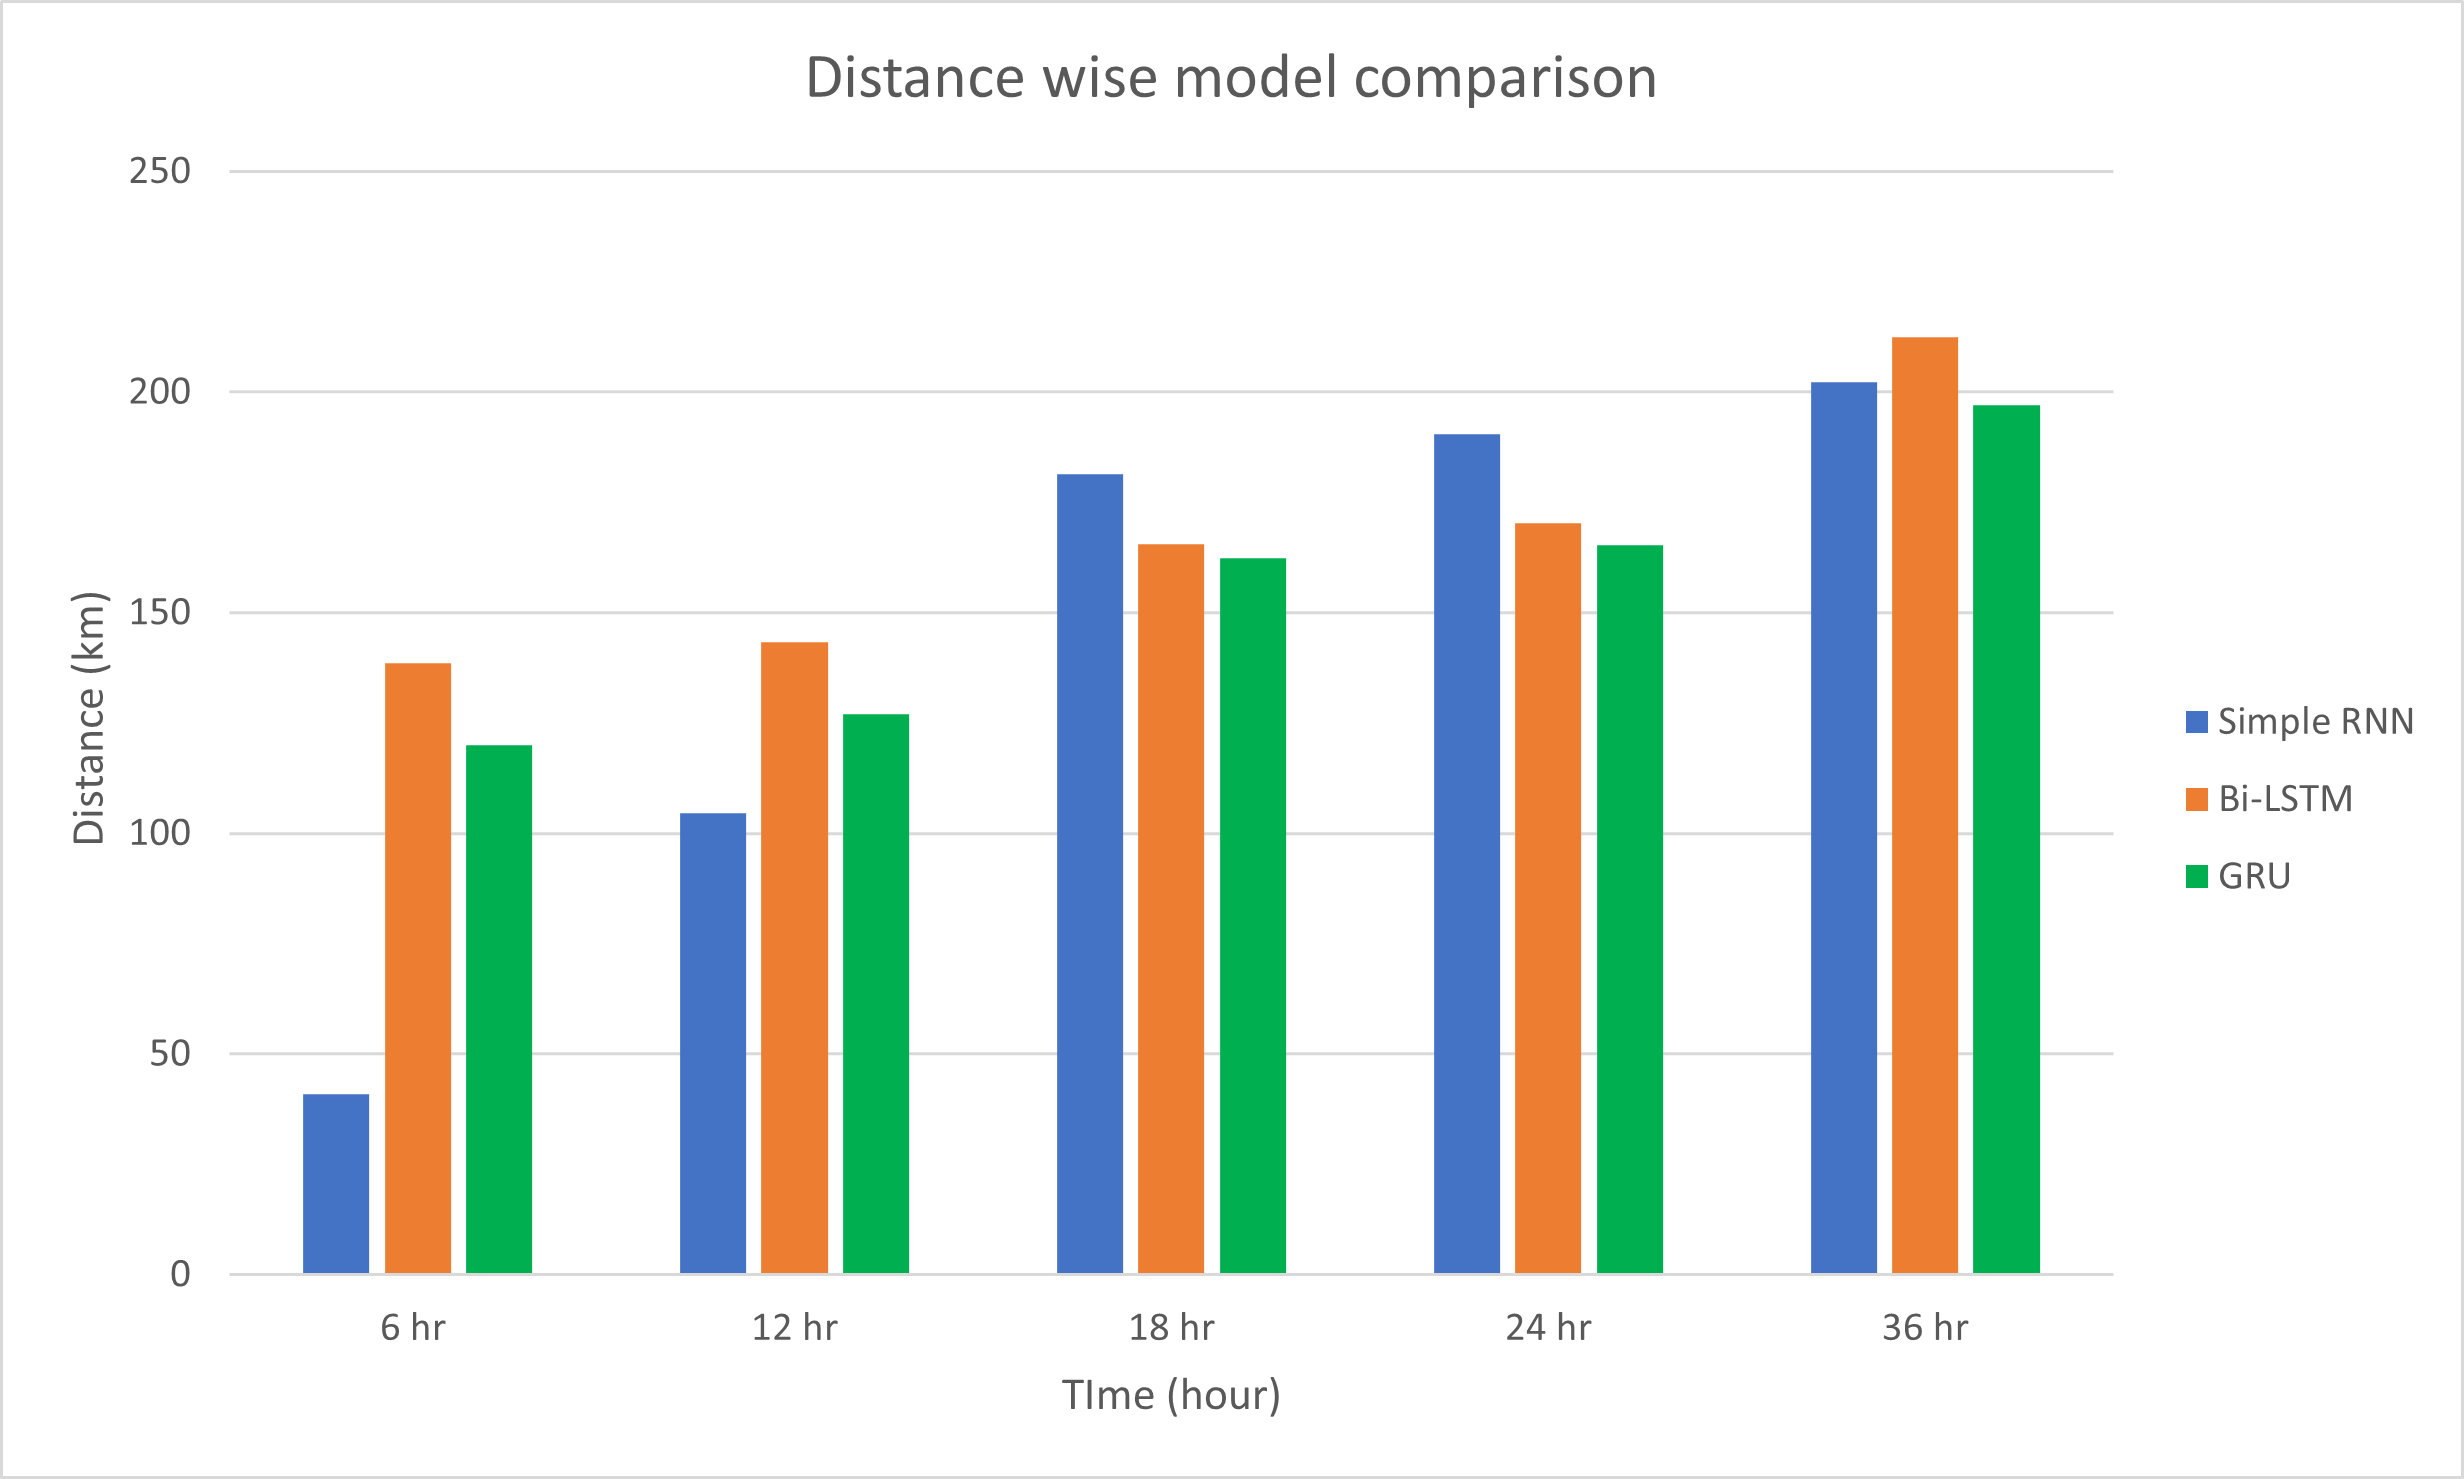 Distance wise model comparison
250
200
150
100
50
0
Distance (km)
6 hr
12 hr
18 hr
24 hr
36 hr
TIme (hour)
Simple RNN
Bi-LSTM
GRU